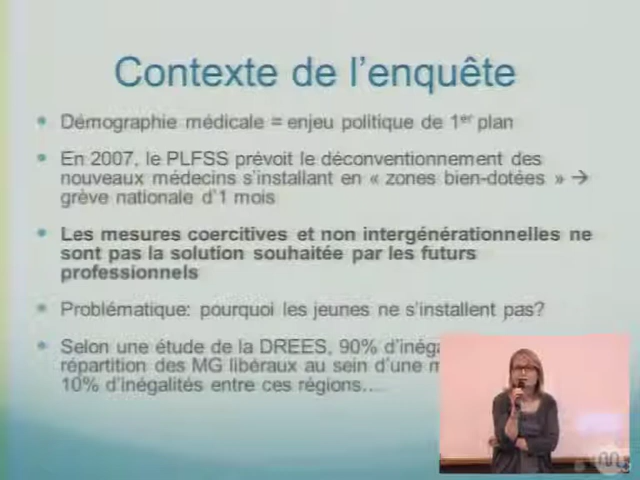 Contexte de l'enquête
• Démographie médicale = enjeu politique de 1er plan
• En 2007, le PLFSS prévoit le déconventionnement des
nouveaux médecins s'installant en « zones bien-dotées » →
grève nationale d'1 mois
• Les mesures coercitives et non intergénérationnelles ne
sont pas la solution souhaitée par les futurs
professionnels
• Problématique: pourquoi les jeunes ne s'installent pas?
• Selon une étude de la DREES, 90%
répartition des MG libéraux au sein d'une
10% d'inégalités entre ces régions…